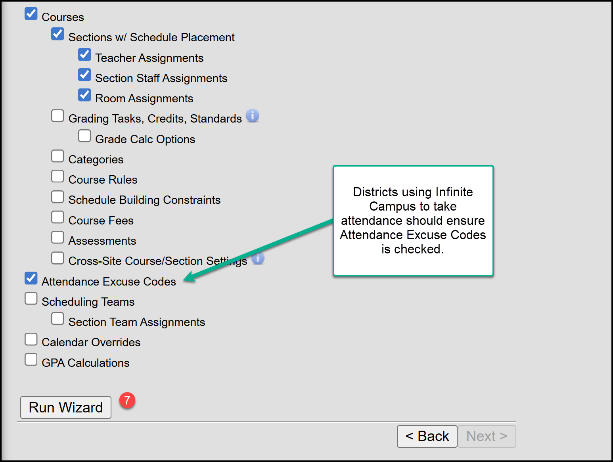 Courses
Sections w/ Schedule Placement
Teacher Assignments
Section Staff Assignments
Room Assignments
Grading Tasks, Credits, Standards i
Grade Calc Options
Categories
Course Rules
Schedule Building Constraints
Course Fees
Assessments
Cross-Site Course/Section Settings i
Attendance Excuse Codes
Scheduling Teams
Section Team Assignments
Calendar Overrides
GPA Calculations
Districts using Infinite
Campus to take
attendance should ensure
Attendance Excuse Codes
is checked.
Run Wizard 7
< Back Next >